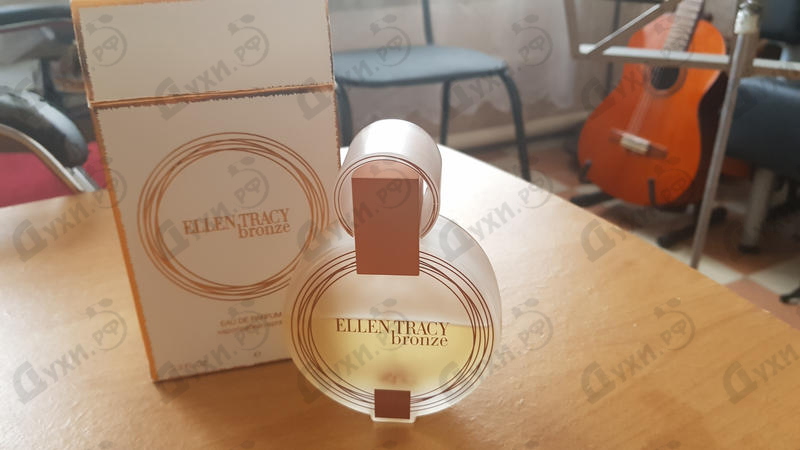 ELLEN TRACY
bronze
EAU DE PARFUM
ELLEN TRACY
bronze
Духи.рф